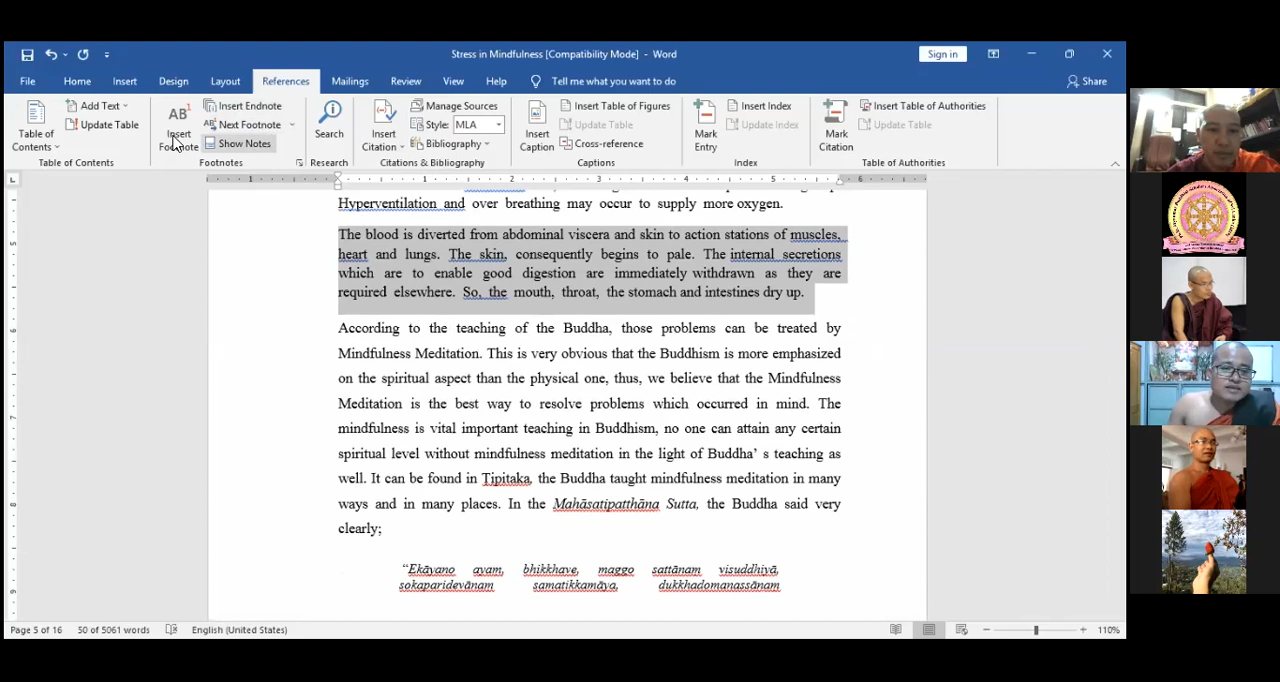 Stress in Mindfulness [Compatibility Mode] - Word
Sign in
File Home Insert Design Layout References Mailings Review View Help Tell me what you want to do Share
Table of Contents
Add Text
Update Table
Table of Contents
AB¹
Insert Footnote
Insert Endnote
Next Footnote
Show Notes
Footnotes
Search
Research
Insert Citation
Manage Sources
Style: MLA
Bibliography
Citations & Bibliography
Insert Caption
Insert Table of Figures
Update Table
Cross-reference
Captions
Mark Entry
Insert Index
Update Index
Index
Mark Citation
Insert Table of Authorities
Update Table
Table of Authorities
1 1 2 3 4 5 6
Hyperventilation and over breathing may occur to supply more oxygen.
The blood is diverted from abdominal viscera and skin to action stations of muscles,
heart and lungs. The skin, consequently begins to pale. The internal secretions
which are to enable good digestion are immediately withdrawn as they are
required elsewhere. So, the mouth, throat, the stomach and intestines dry up.
According to the teaching of the Buddha, those problems can be treated by
Mindfulness Meditation. This is very obvious that the Buddhism is more emphasized
on the spiritual aspect than the physical one, thus, we believe that the Mindfulness
Meditation is the best way to resolve problems which occurred in mind. The
mindfulness is vital important teaching in Buddhism, no one can attain any certain
spiritual level without mindfulness meditation in the light of Buddha' s teaching as
well. It can be found in Tipitaka, the Buddha taught mindfulness meditation in many
ways and in many places. In the Mahāsatipatthāna Sutta, the Buddha said very
clearly;
“Ekāyano ayam, bhikkhave, maggo sattānam visuddhiyā,
sokaparidevānam samatikkamāya, dukkhadomanassānam
Page 5 of 16 50 of 5061 words English (United States) 110%